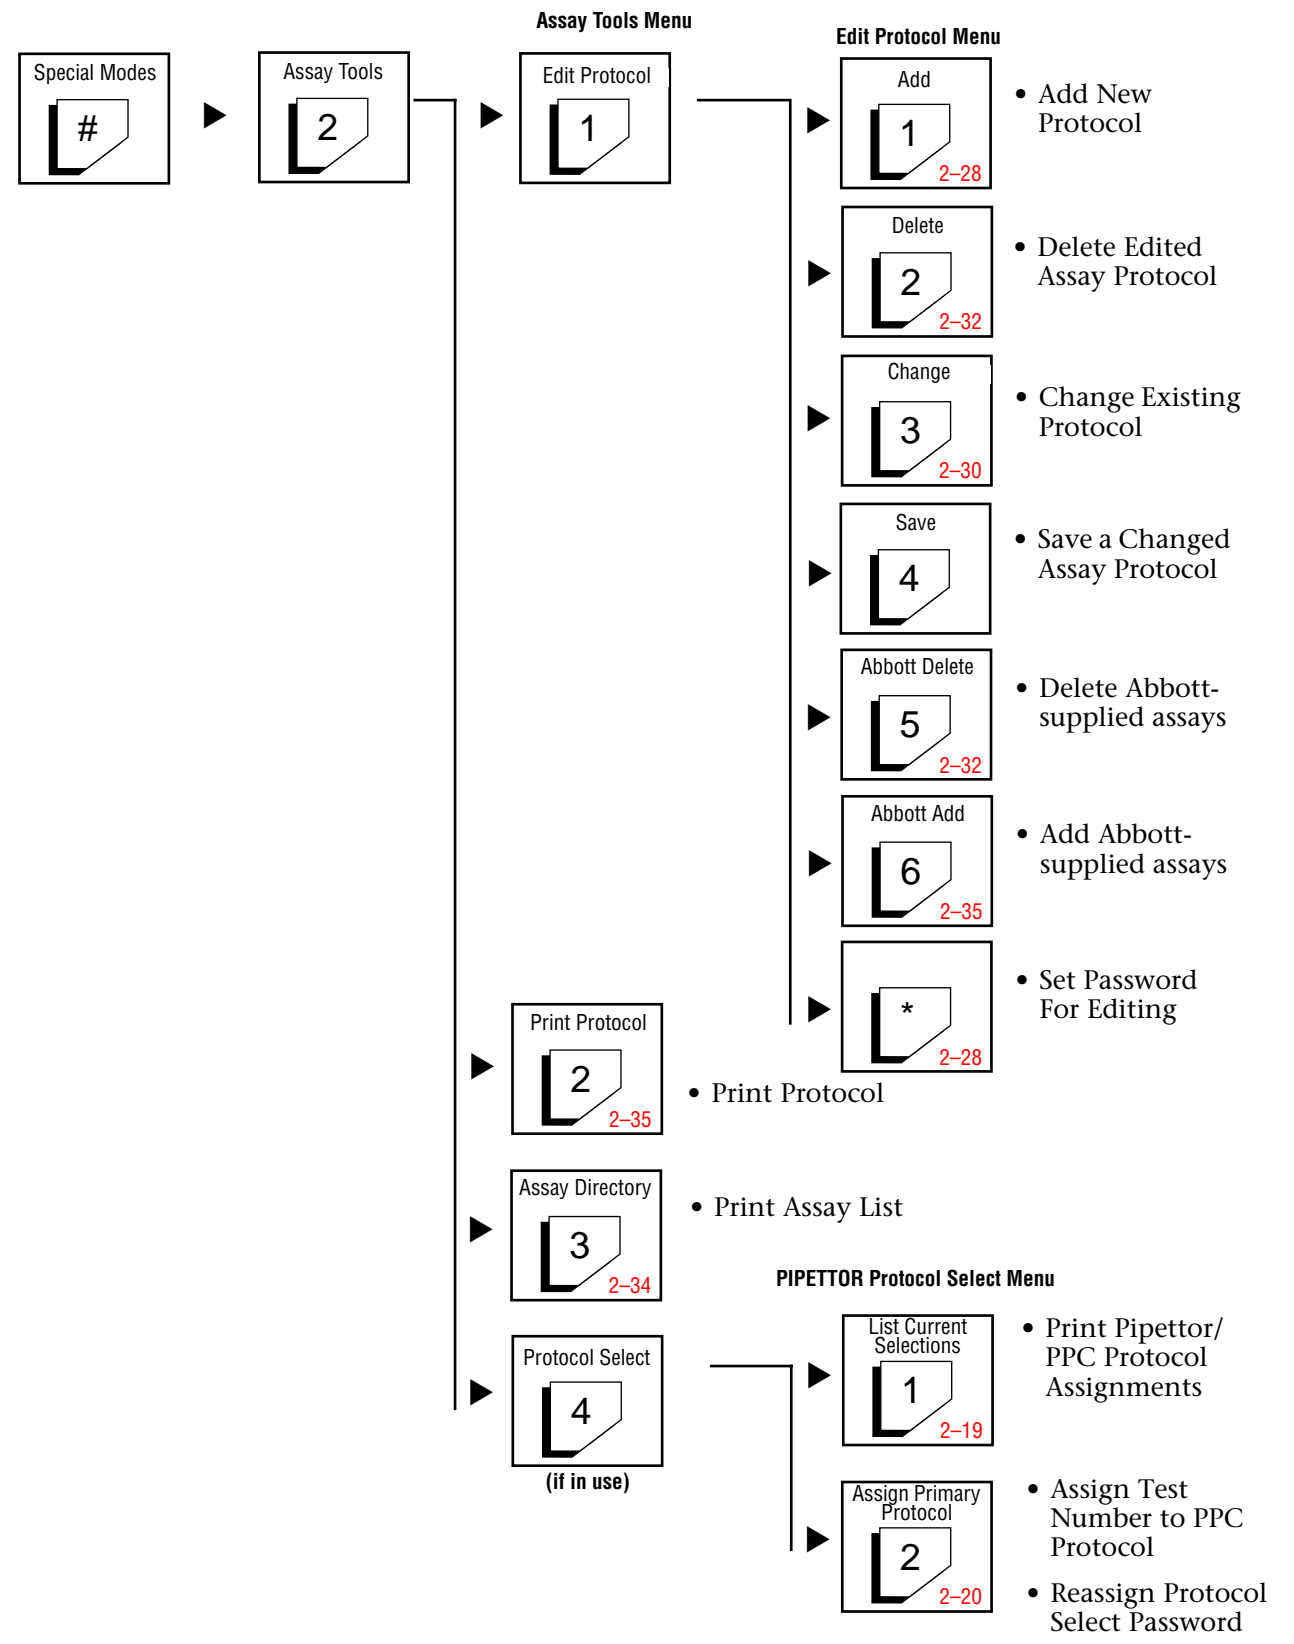 Assay Tools Menu
Edit Protocol Menu
Special Modes
#
Assay Tools
2
Edit Protocol
1
Add
1
2–28
• Add New
Protocol
Delete
2
2–32
• Delete Edited
Assay Protocol
Change
3
2–30
• Change Existing
Protocol
Save
4
• Save a Changed
Assay Protocol
Abbott Delete
5
2–32
• Delete Abbott-
supplied assays
Abbott Add
6
2–35
• Add Abbott-
supplied assays
*
2–28
• Set Password
For Editing
Print Protocol
2
2–35
• Print Protocol
Assay Directory
3
2–34
• Print Assay List
PIPETTOR Protocol Select Menu
Protocol Select
4
(if in use)
List Current
Selections
1
2–19
• Print Pipettor/
PPC Protocol
Assignments
Assign Primary
Protocol
2
2–20
• Assign Test
Number to PPC
Protocol
• Reassign Protocol
Select Password